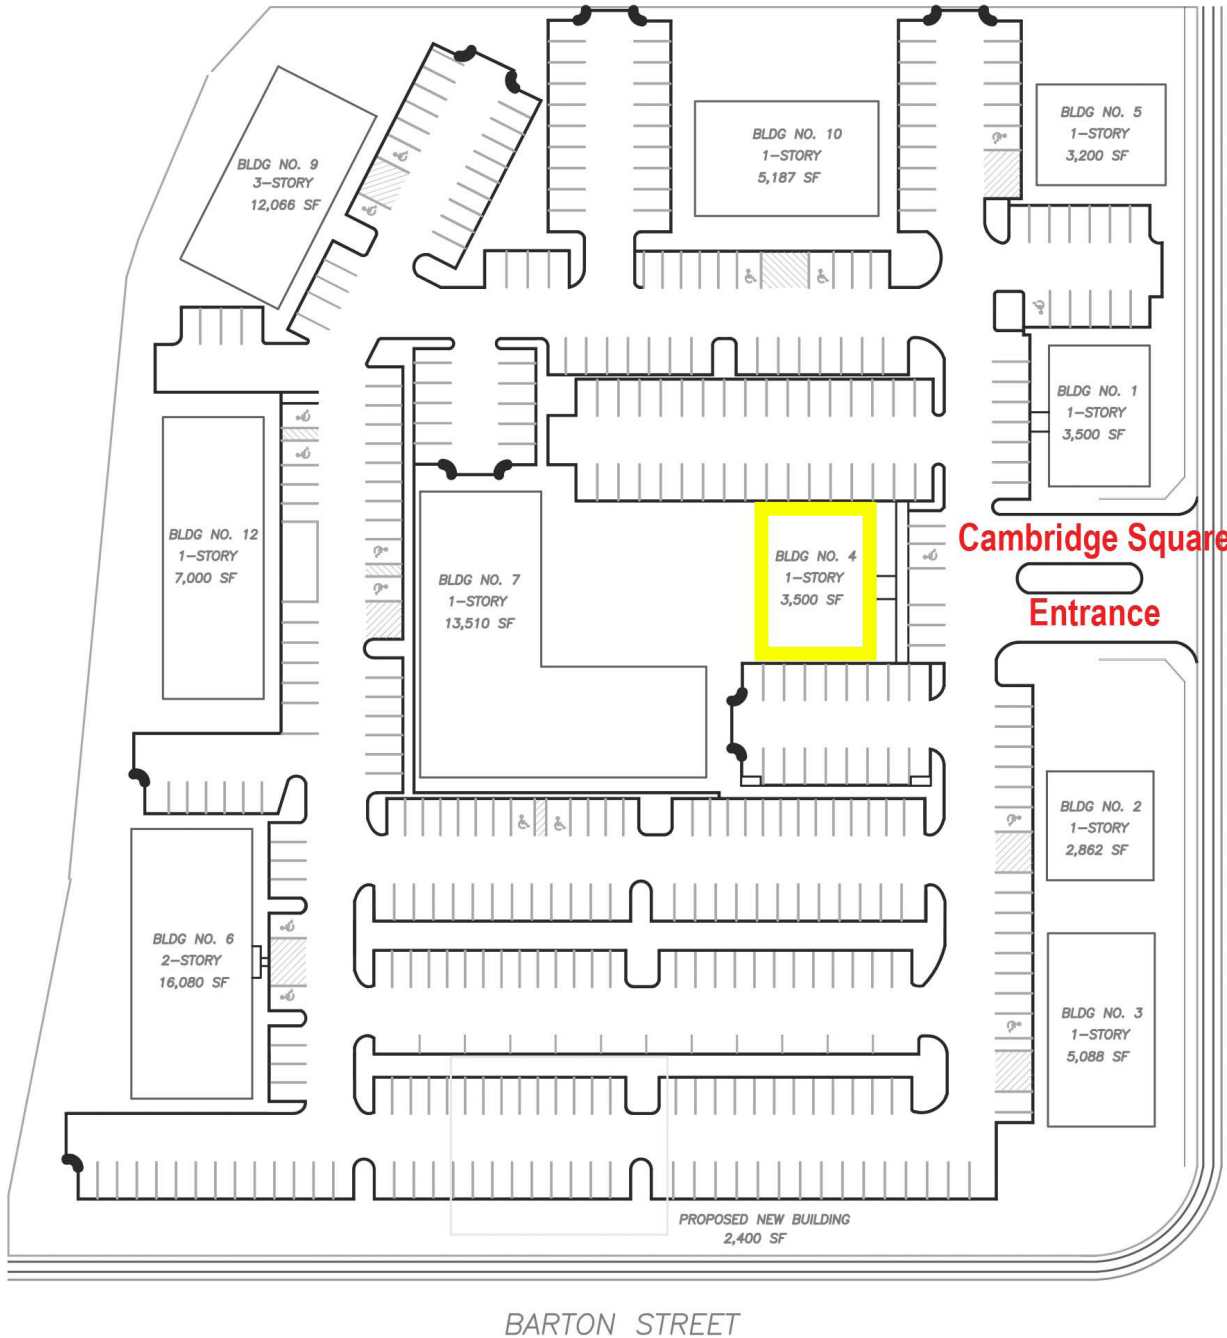 BLDG NO. 5
1-STORY
3,200 SF
BLDG NO. 10
1-STORY
5,187 SF
BLDG NO. 9
3-STORY
12,066 SF
BLDG NO. 1
1-STORY
3,500 SF
BLDG NO. 12
1-STORY
7,000 SF
BLDG NO. 7
1-STORY
13,510 SF
BLDG NO. 4
1-STORY
3,500 SF
Cambridge Square
Entrance
BLDG NO. 2
1-STORY
2,862 SF
BLDG NO. 6
2-STORY
16,080 SF
BLDG NO. 3
1-STORY
5,088 SF
PROPOSED NEW BUILDING
2,400 SF
BARTON STREET